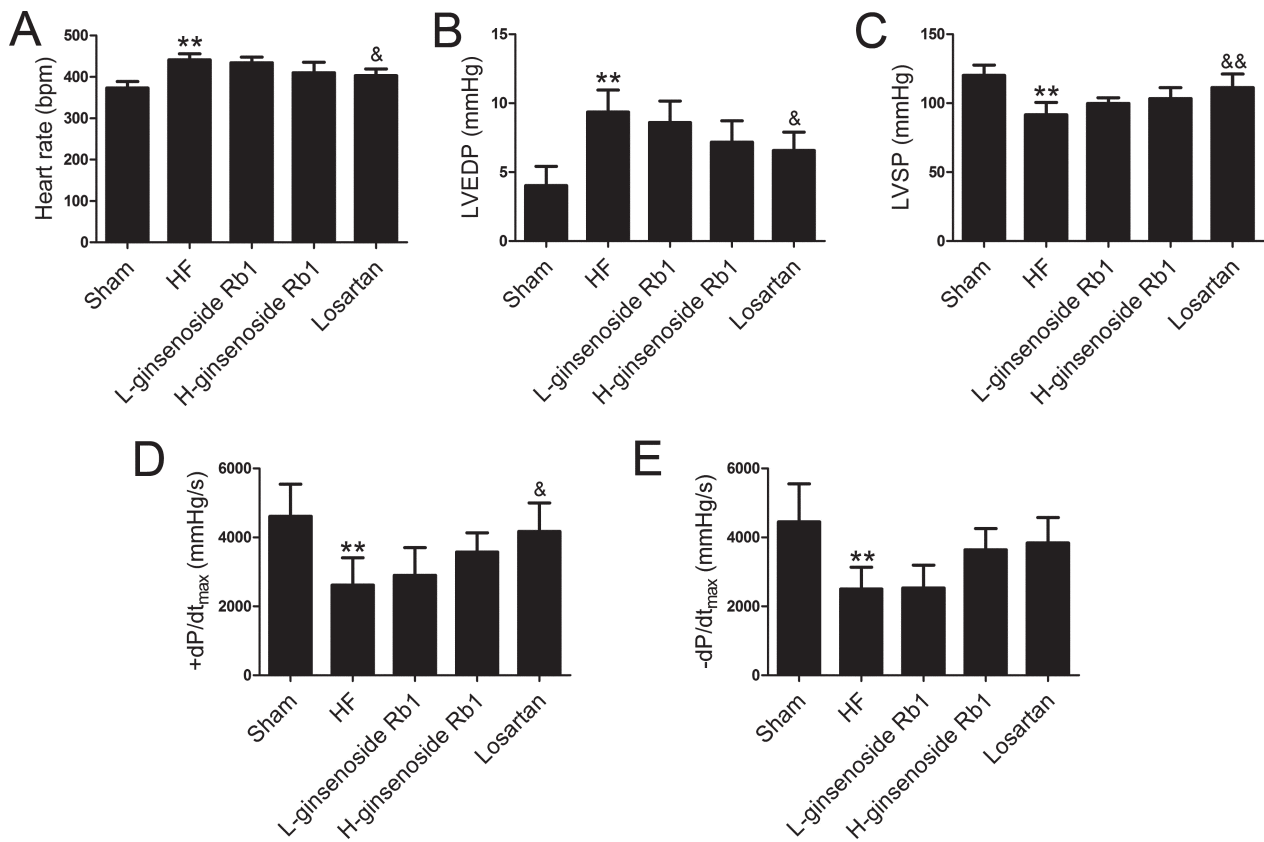 A
Heart rate (bpm)
500
400
300
200
100
0
**
&
Sham
HF
L-ginsenoside Rb1
H-ginsenoside Rb1
Losartan
B
LVEDP (mmHg)
15
10
5
0
**
&
Sham
HF
L-ginsenoside Rb1
H-ginsenoside Rb1
Losartan
C
LVSP (mmHg)
150
100
50
0
**
&&
Sham
HF
L-ginsenoside Rb1
H-ginsenoside Rb1
Losartan
D
+dP/dtmax (mmHg/s)
6000
4000
2000
0
**
&
Sham
HF
L-ginsenoside Rb1
H-ginsenoside Rb1
Losartan
E
-dP/dtmax (mmHg/s)
6000
4000
2000
0
**
Sham
HF
L-ginsenoside Rb1
H-ginsenoside Rb1
Losartan